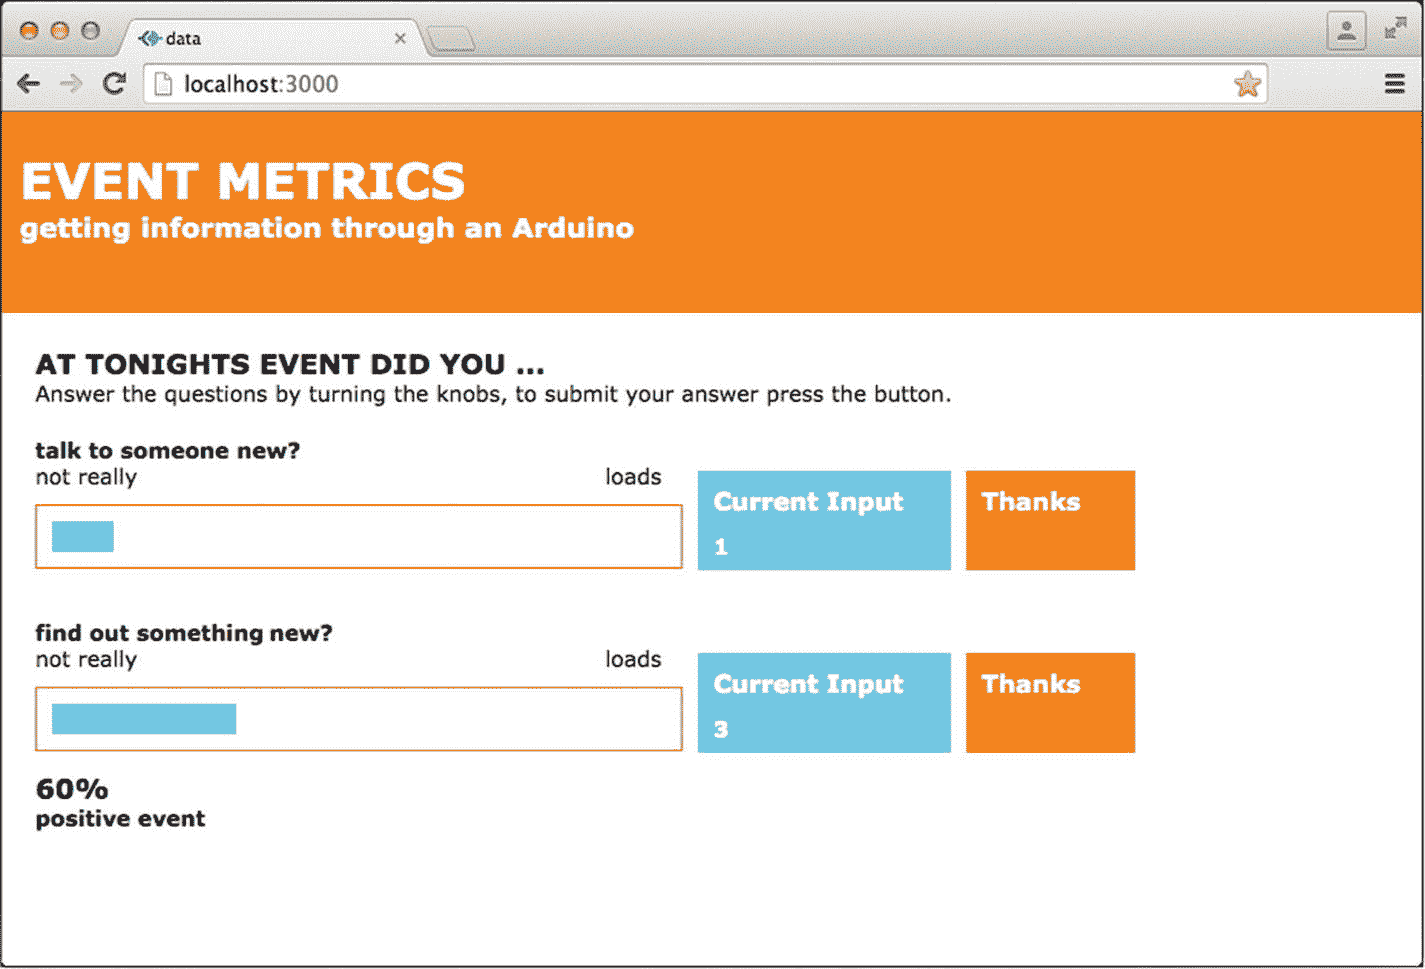 data
localhost:3000
EVENT METRICS
getting information through an Arduino
AT TONIGHTS EVENT DID YOU ...
Answer the questions by turning the knobs, to submit your answer press the button.
talk to someone new?
not really loads
Current Input Thanks
1
find out something new?
not really loads
Current Input Thanks
3
60%
positive event